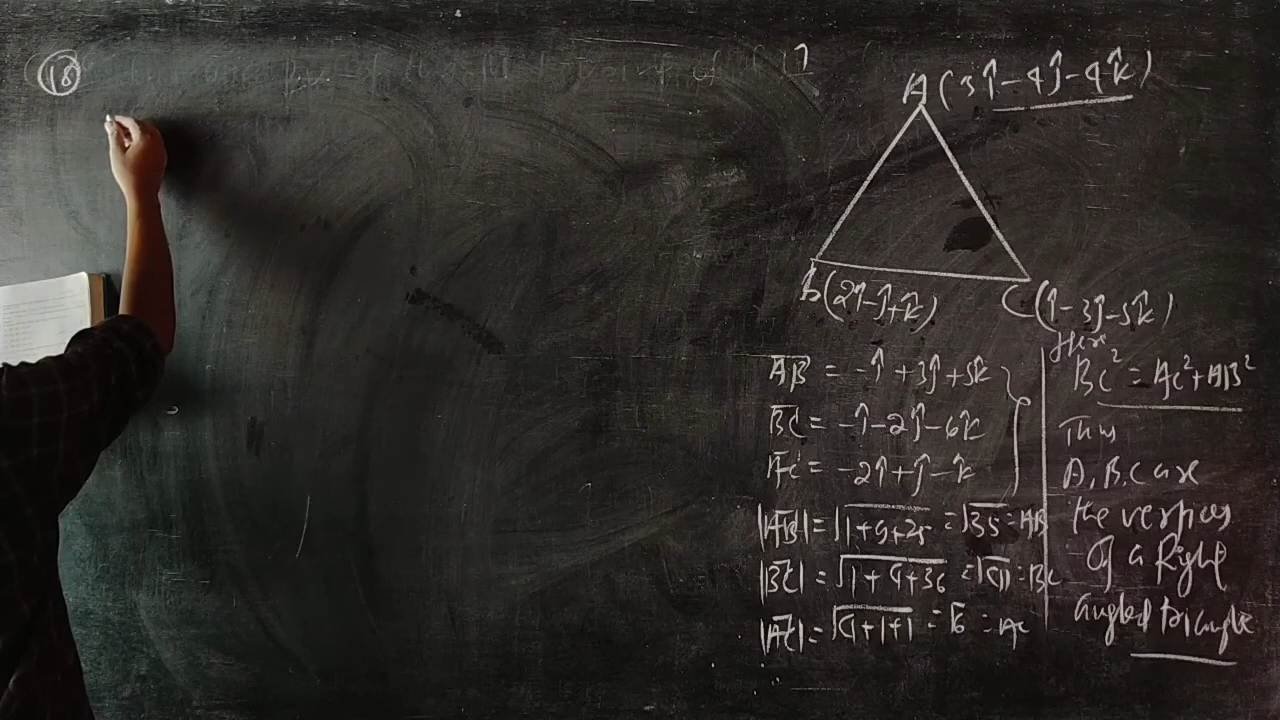 18
A(3î-4ĵ-4k̂)
B(2î-ĵ+k̂)
C(î-3ĵ-5k̂)
AB = -î+3ĵ+5k̂
BC = -î-2ĵ-6k̂
AC = -2î+ĵ-k̂
|AB| = √1+9+25 = √35 = AB
|BC| = √1+4+36 = √41 = BC
|AC| = √4+1+1 = √6 = AC
Here
BC² = AC²+AB²
Thus
A, B, C are
the vertices
of a Right
angled triangle